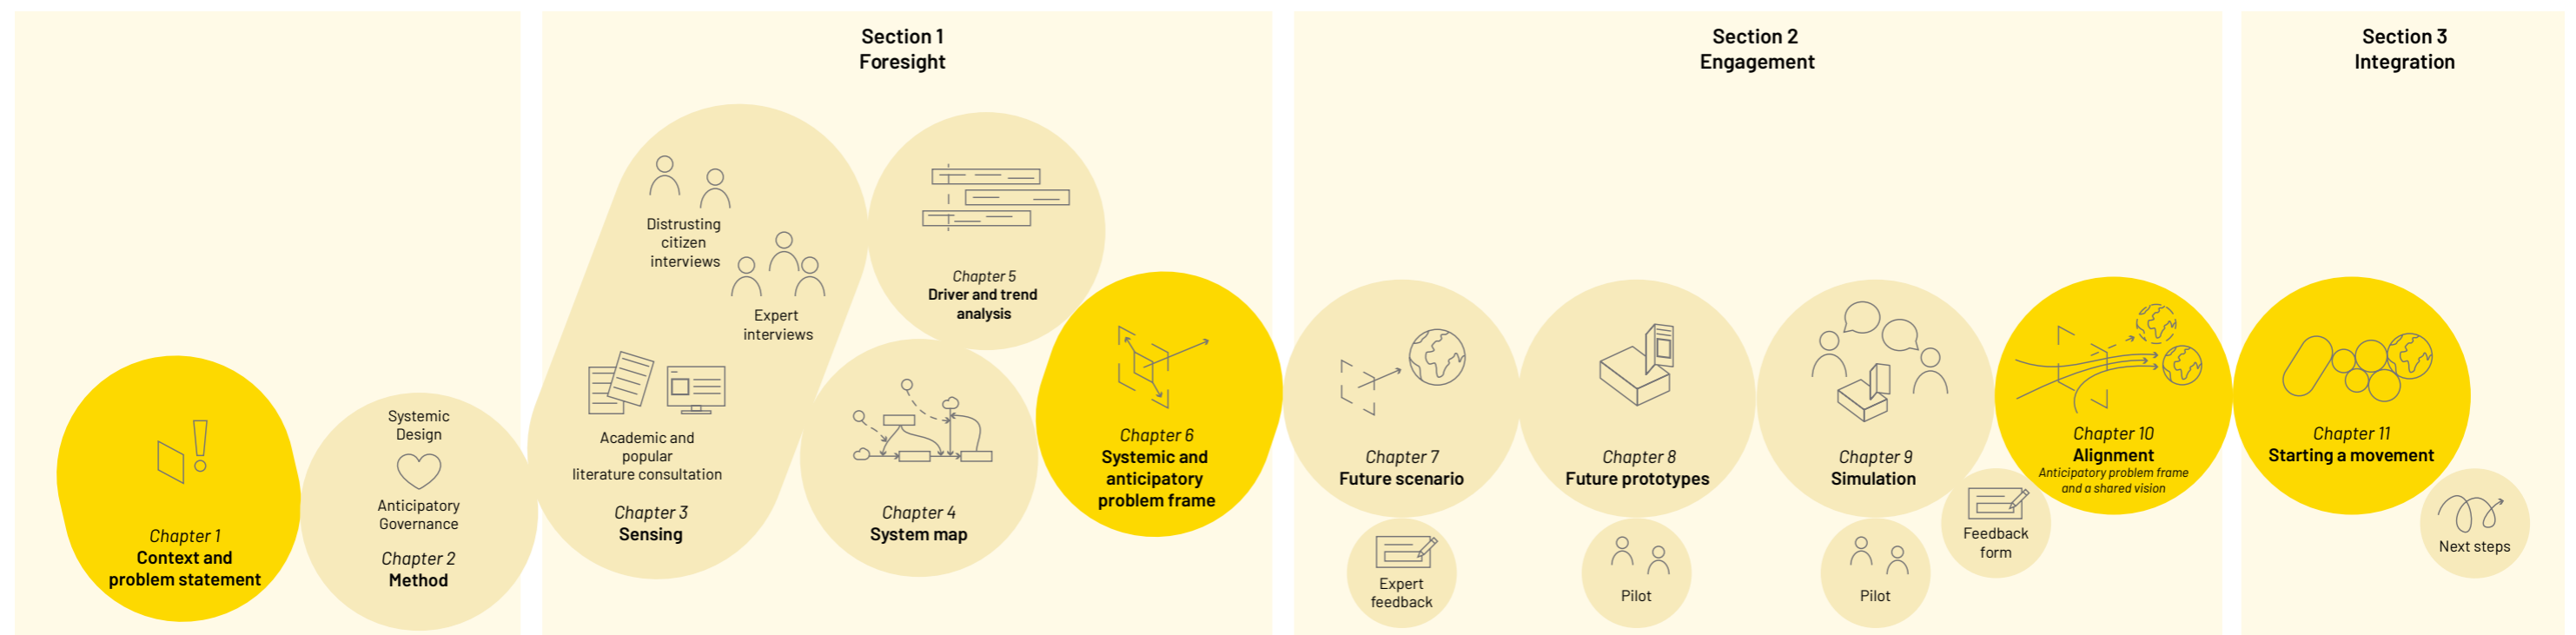 Chapter 1
Context and
problem statement
Systemic
Design
Anticipatory
Governance
Chapter 2
Method
Section 1
Foresight
Distrusting
citizen
interviews
Expert
interviews
Academic and
popular
literature consultation
Chapter 3
Sensing
Chapter 4
System map
Chapter 5
Driver and trend
analysis
Chapter 6
Systemic and
anticipatory
problem frame
Section 2
Engagement
Chapter 7
Future scenario
Expert
feedback
Chapter 8
Future prototypes
Pilot
Chapter 9
Simulation
Pilot
Feedback
form
Chapter 10
Alignment
Anticipatory problem frame
and a shared vision
Section 3
Integration
Chapter 11
Starting a movement
Next steps